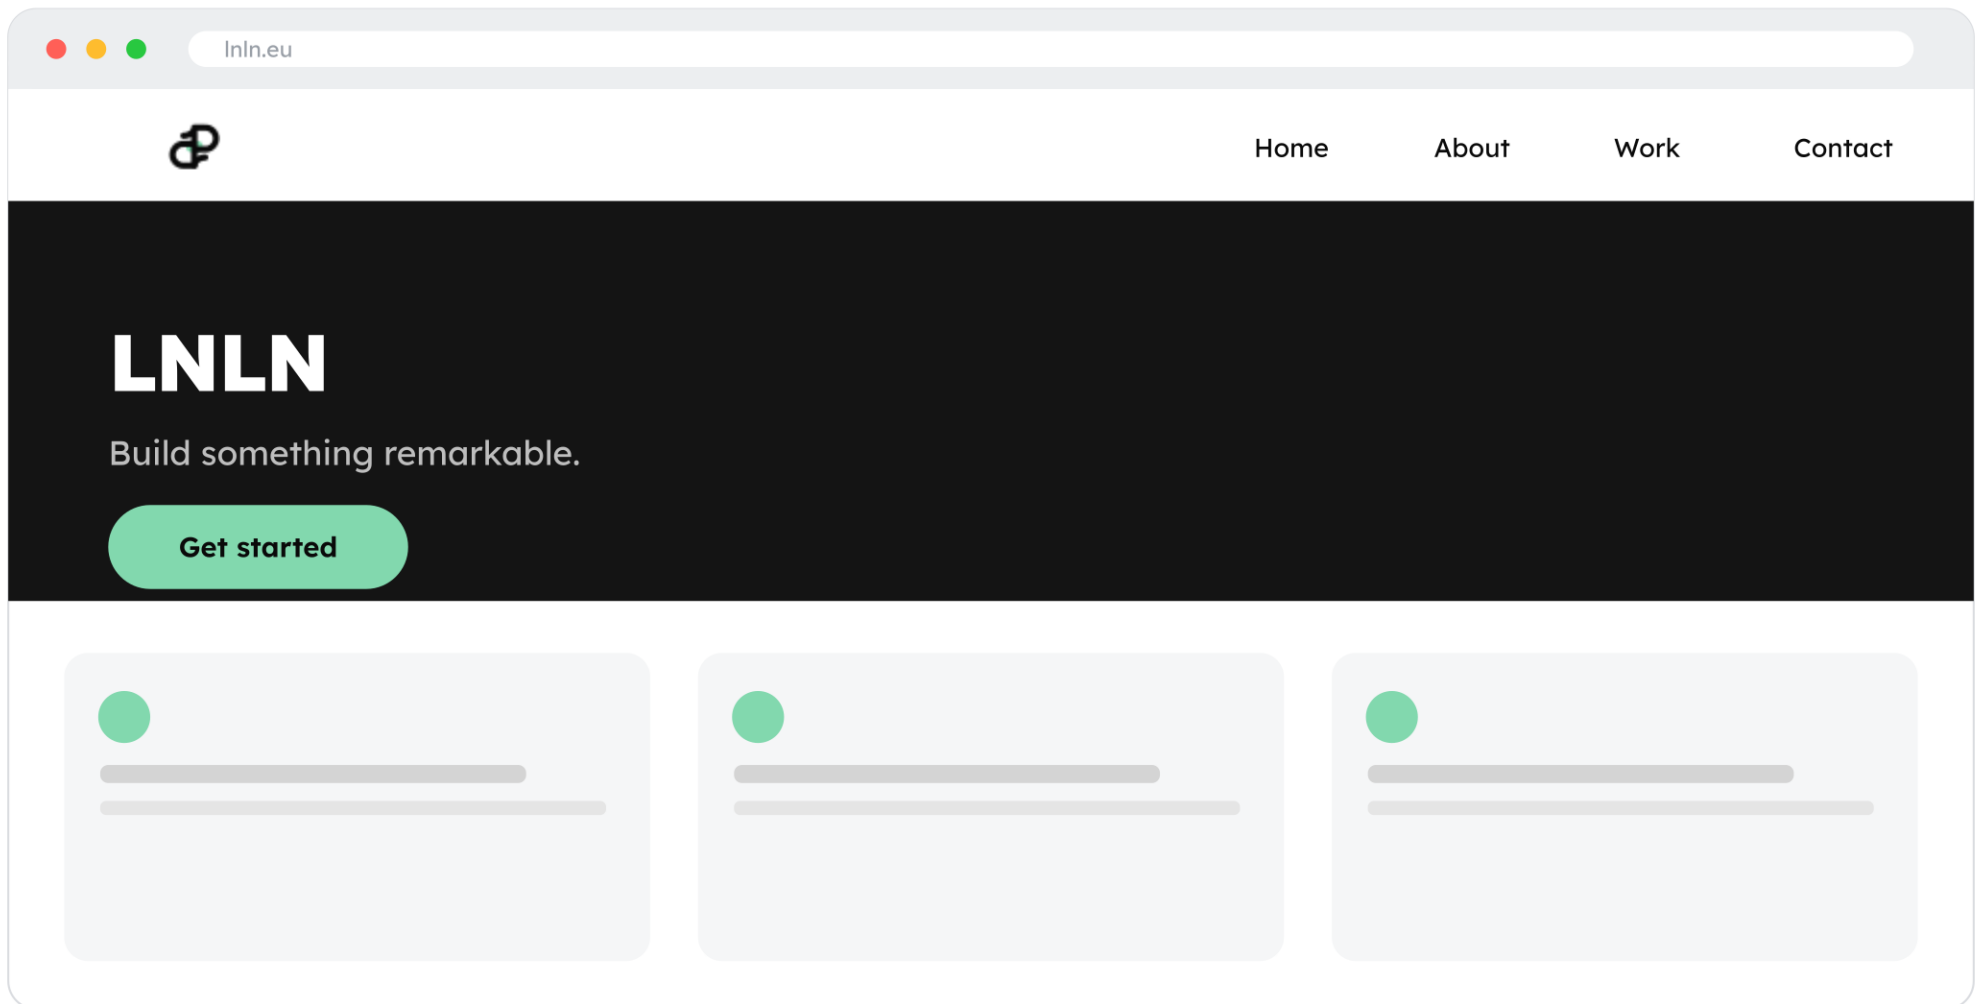 lnln.eu
Home About Work Contact
LNLN
Build something remarkable.
Get started